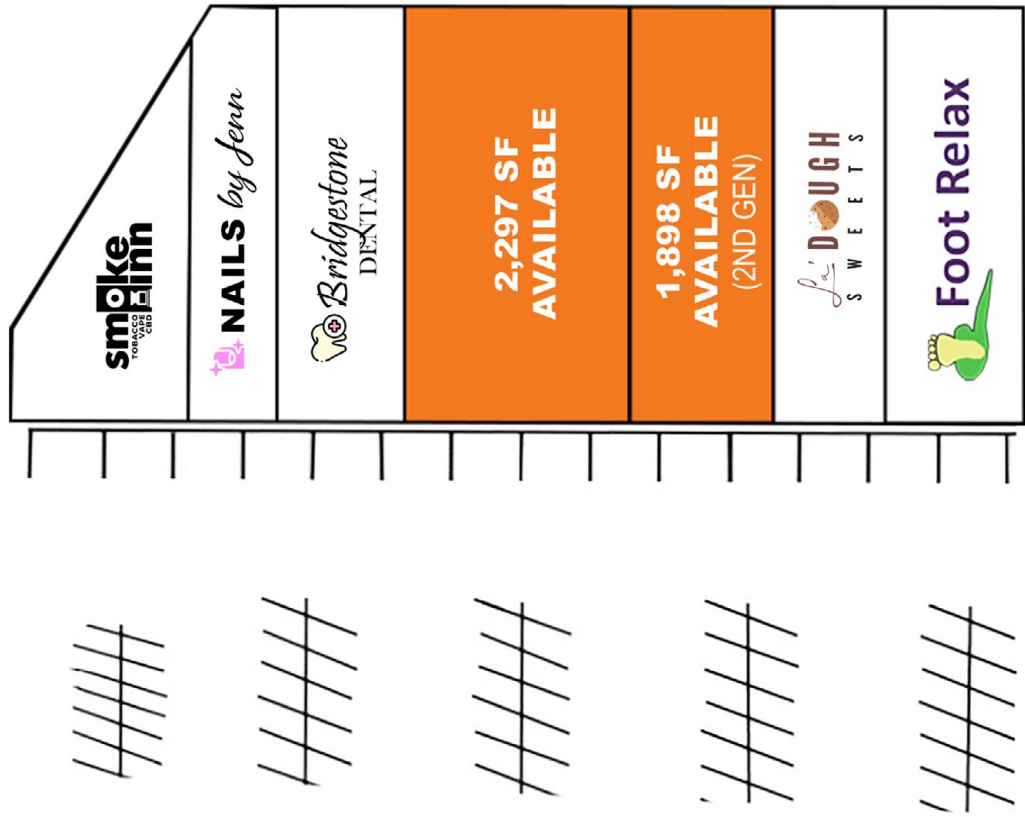 smoke
inn
TOBACCO
VAPE
CBD
NAILS by Jenn
Bridgestone
DENTAL
2,297 SF
AVAILABLE
1,898 SF
AVAILABLE
(2ND GEN)
La' DOUGH
SWEETS
Foot Relax